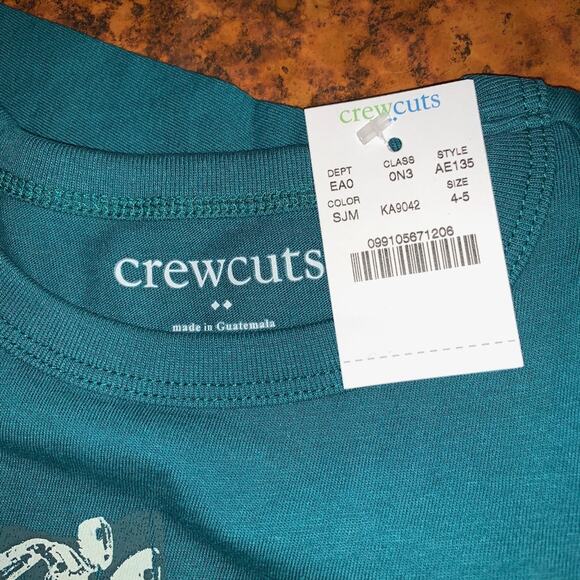 crewcuts
DEPT CLASS STYLE
EA0 0N3 AE135
COLOR SIZE
SJM KA9042 4-5
099105671206
crewcuts
made in Guatemala